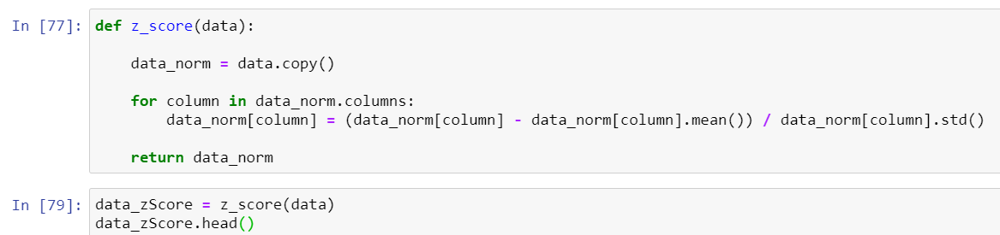 In [77]: def z_score(data):
data_norm = data.copy()
for column in data_norm.columns:
data_norm[column] = (data_norm[column] - data_norm[column].mean()) / data_norm[column].std()
return data_norm
In [79]: data_zScore = z_score(data)
data_zScore.head()